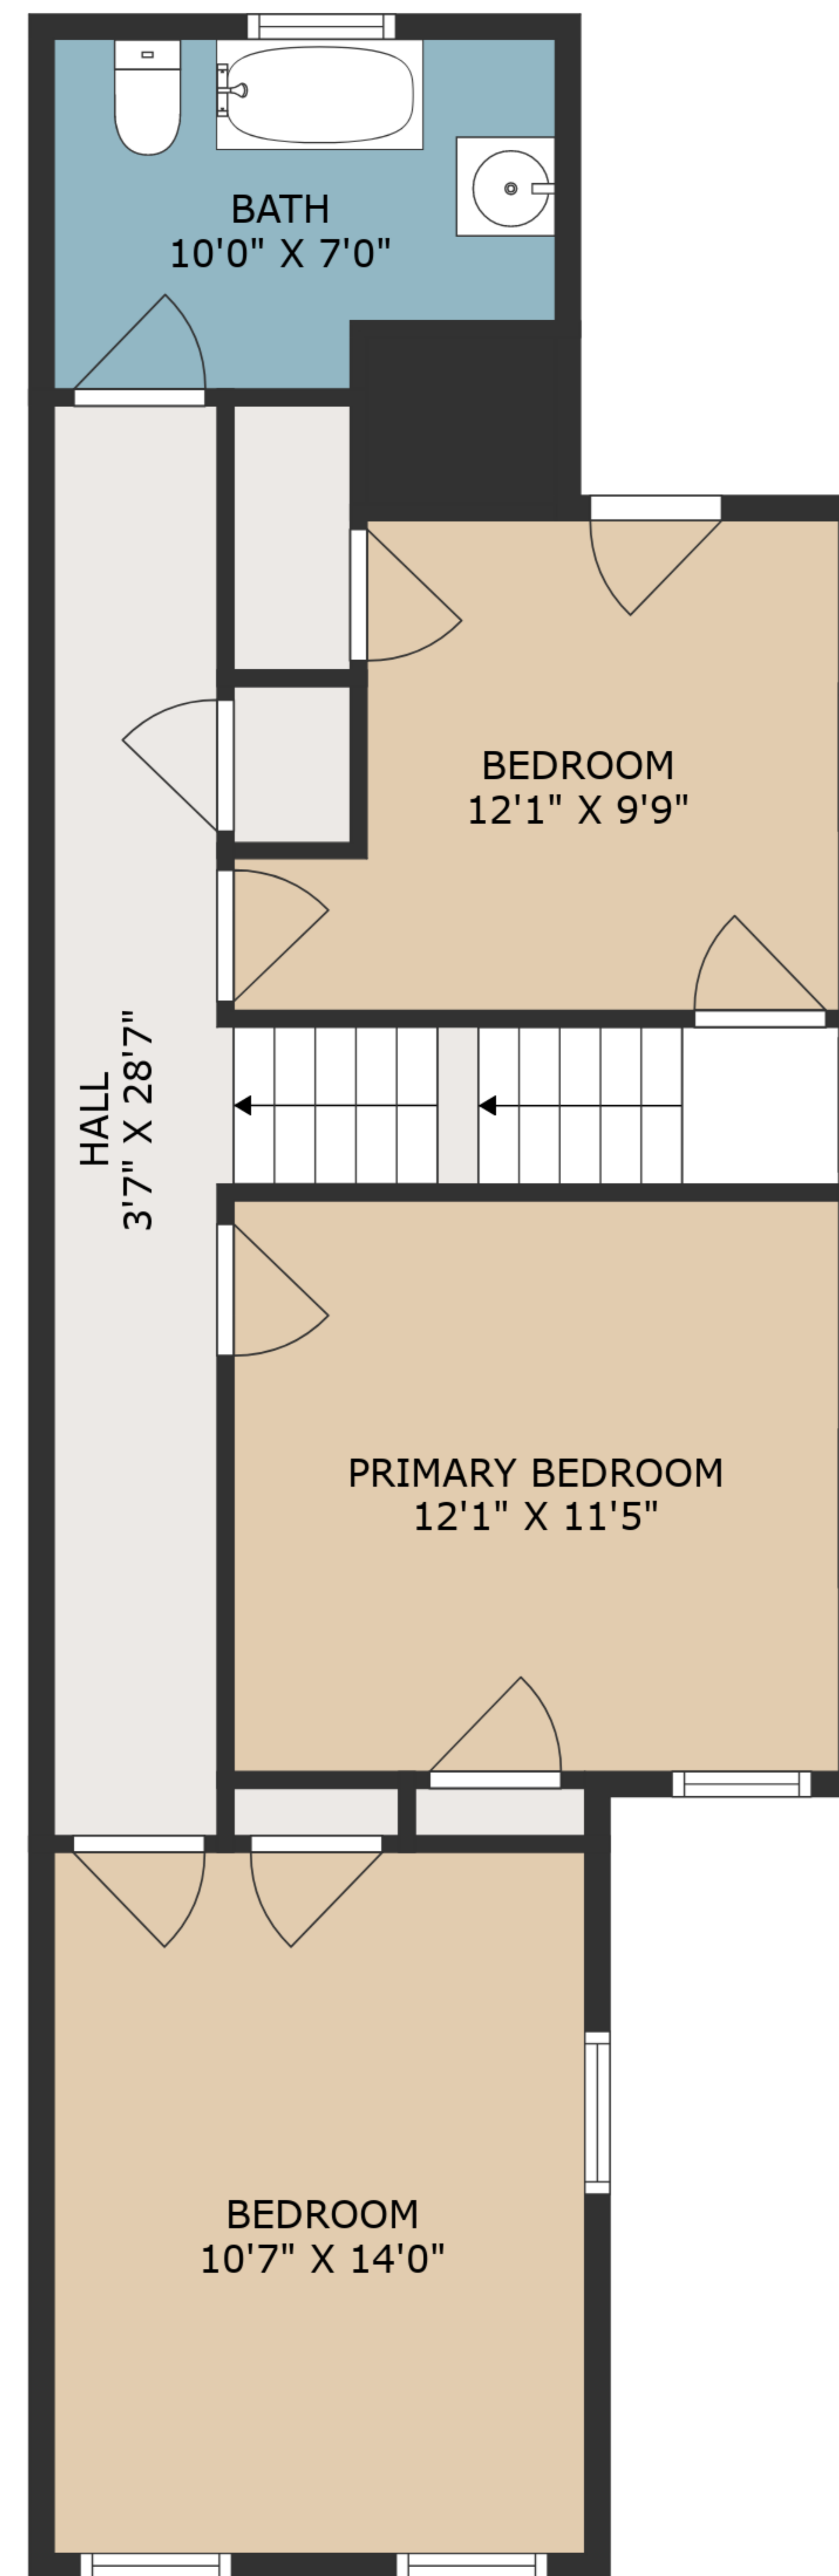 BATH
10'0" X 7'0"
BEDROOM
12'1" X 9'9"
HALL
3'7" X 28'7"
PRIMARY BEDROOM
12'1" X 11'5"
BEDROOM
10'7" X 14'0"